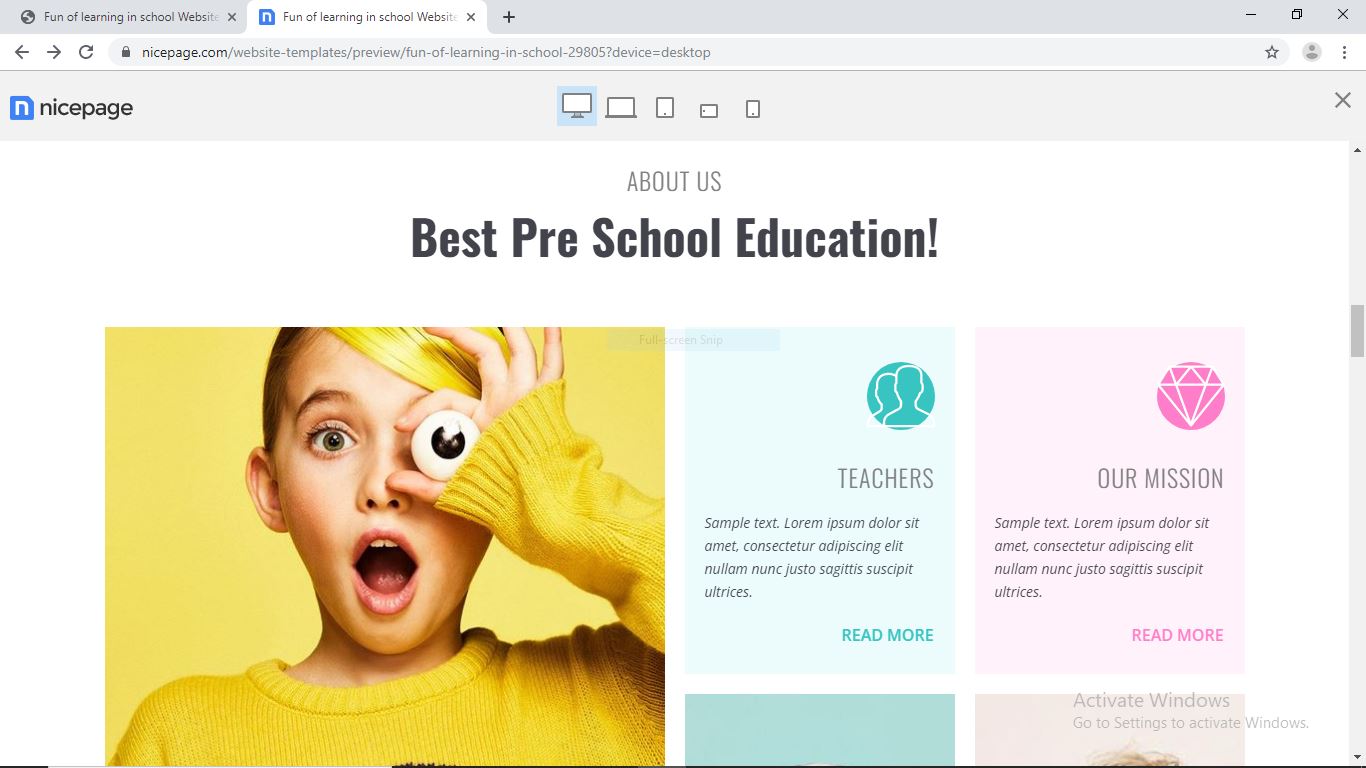 Fun of learning in school Website
Fun of learning in school Website
nicepage.com/website-templates/preview/fun-of-learning-in-school-29805?device=desktop
nicepage
ABOUT US
Best Pre School Education!
Full-screen Snip
TEACHERS
Sample text. Lorem ipsum dolor sit
amet, consectetur adipiscing elit
nullam nunc justo sagittis suscipit
ultrices.
READ MORE
OUR MISSION
Sample text. Lorem ipsum dolor sit
amet, consectetur adipiscing elit
nullam nunc justo sagittis suscipit
ultrices.
READ MORE
Activate Windows
Go to Settings to activate Windows.